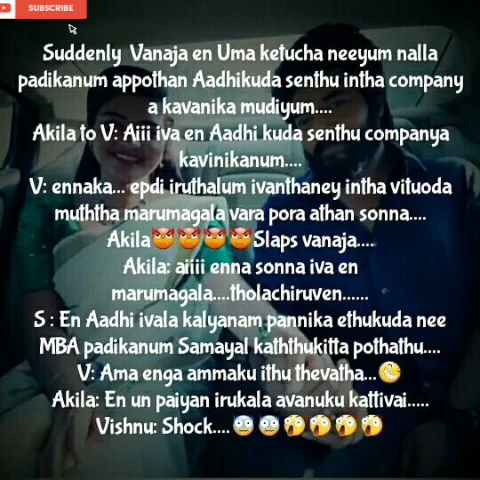 SUBSCRIBE
Suddenly Vanaja en Uma ketucha neeyum nalla
padikanum appothan Aadhikuda senthu intha company
a kavanika mudiyum....
Akila to V: Aiii iva en Aadhi kuda senthu companya
kavinikanum....
V: ennaka... epdi iruthalum ivanthaney intha vituoda
muththa marumagala vara pora athan sonna....
Akila😈😈😈😈Slaps vanaja....
Akila: aiiii enna sonna iva en
marumagala....tholachiruven......
S : En Aadhi ivala kalyanam pannika ethukuda nee
MBA padikanum Samayal kaththukitta pothathu....
V: Ama enga ammaku ithu thevatha...😆
Akila: En un paiyan irukala avanuku kattivai.....
Vishnu: Shock....😨😨😲😲😲😲